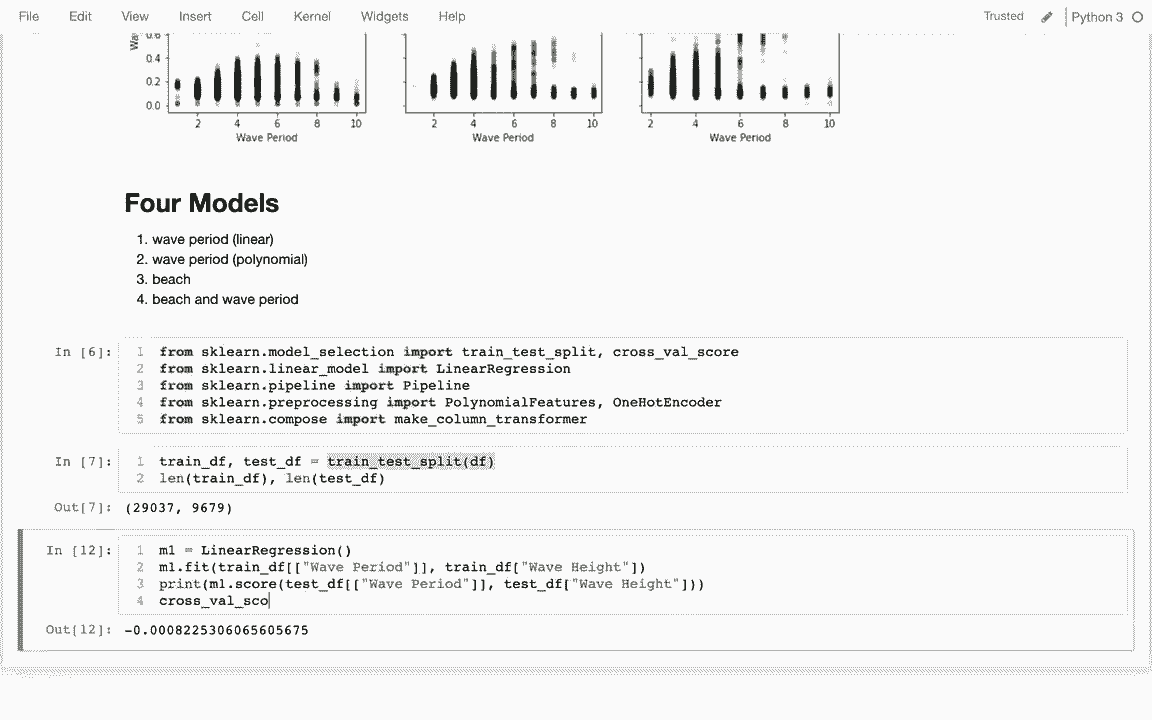 File Edit View Insert Cell Kernel Widgets Help Trusted Python 3
0.4
0.2
0.0
2 4 6 8 10 2 4 6 8 10 2 4 6 8 10
Wave Period Wave Period Wave Period
Four Models
1. wave period (linear)
2. wave period (polynomial)
3. beach
4. beach and wave period
In [6]: 1 from sklearn.model_selection import train_test_split, cross_val_score
2 from sklearn.linear_model import LinearRegression
3 from sklearn.pipeline import Pipeline
4 from sklearn.preprocessing import PolynomialFeatures, OneHotEncoder
5 from sklearn.compose import make_column_transformer
In [7]: 1 train_df, test_df = train_test_split(df)
2 len(train_df), len(test_df)
Out[7]: (29037, 9679)
In [12]: 1 m1 = LinearRegression()
2 m1.fit(train_df[["Wave Period"]], train_df["Wave Height"])
3 print(m1.score(test_df[["Wave Period"]], test_df["Wave Height"]))
4 cross_val_sco
Out[12]: -0.0008225306065605675